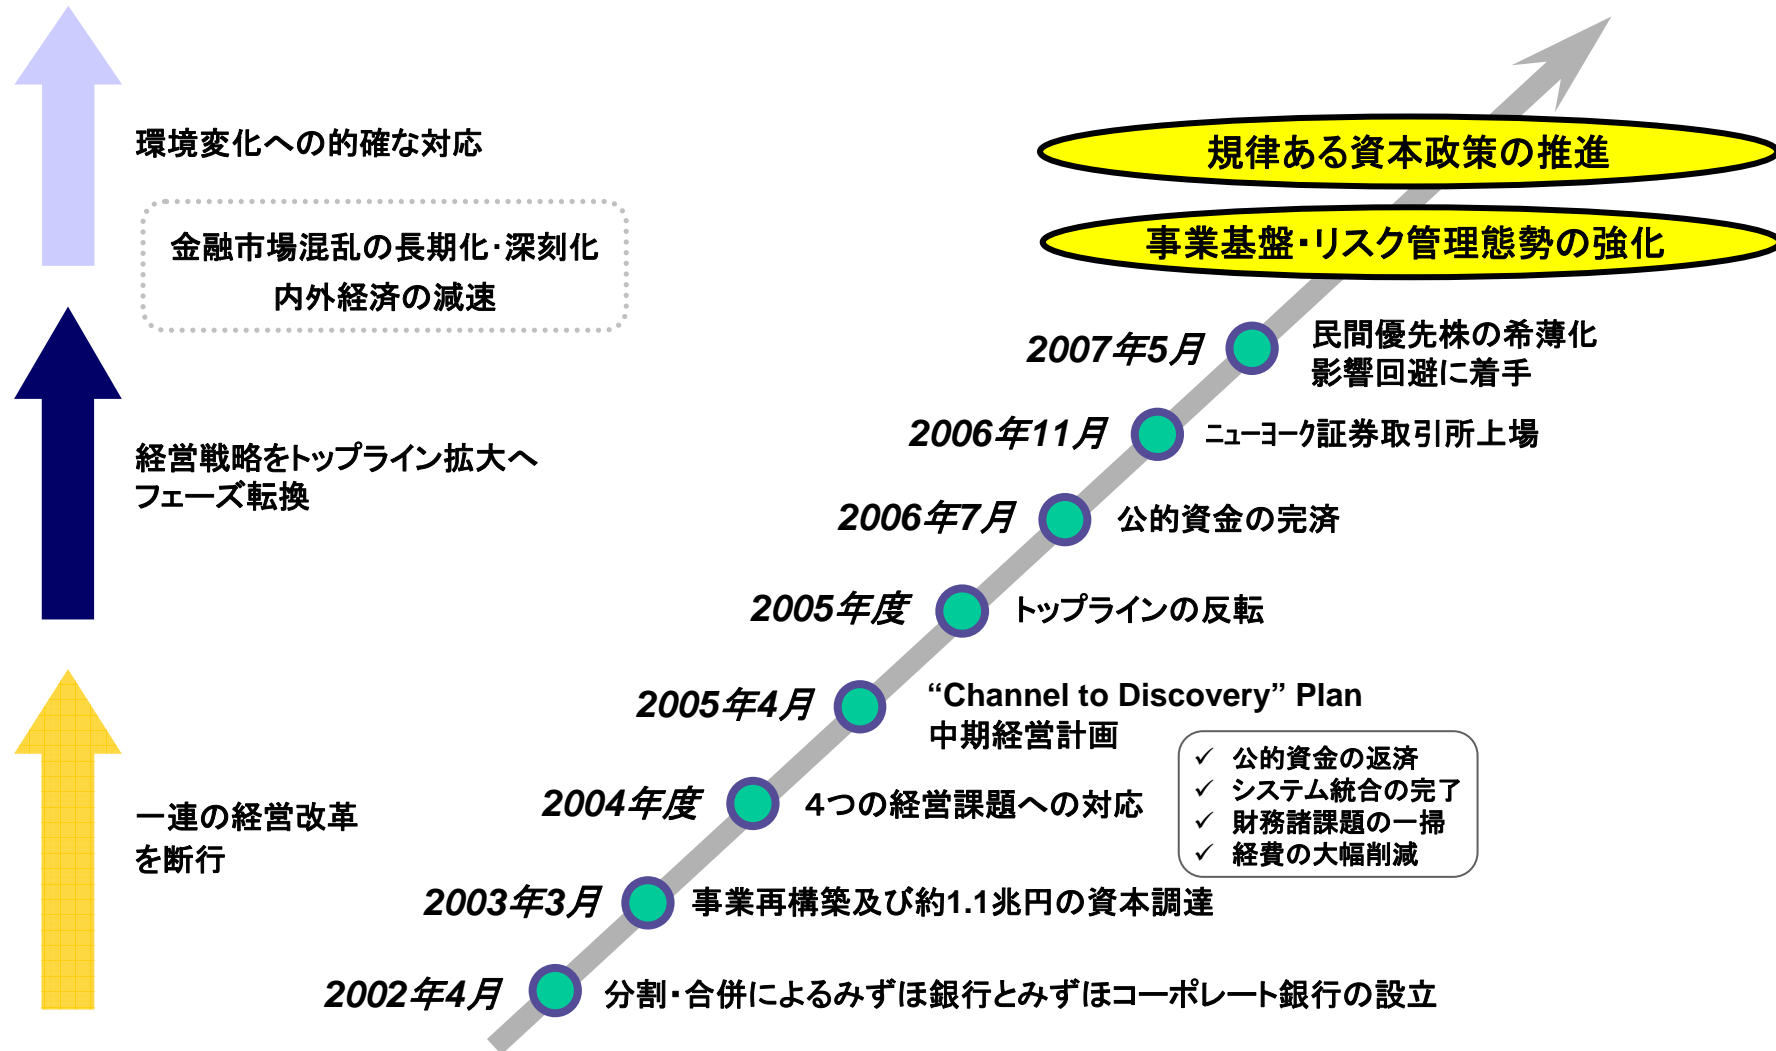 環境変化への的確な対応
金融市場混乱の長期化・深刻化
内外経済の減速
経営戦略をトップライン拡大へ
フェーズ転換
一連の経営改革
を断行
規律ある資本政策の推進
事業基盤・リスク管理態勢の強化
2007年5月
民間優先株の希薄化
影響回避に着手
2006年11月
ニューヨーク証券取引所上場
2006年7月
公的資金の完済
2005年度
トップラインの反転
2005年4月
“Channel to Discovery” Plan
中期経営計画
✓ 公的資金の返済
✓ システム統合の完了
✓ 財務諸課題の一掃
✓ 経費の大幅削減
2004年度
4つの経営課題への対応
2003年3月
事業再構築及び約1.1兆円の資本調達
2002年4月
分割・合併によるみずほ銀行とみずほコーポレート銀行の設立